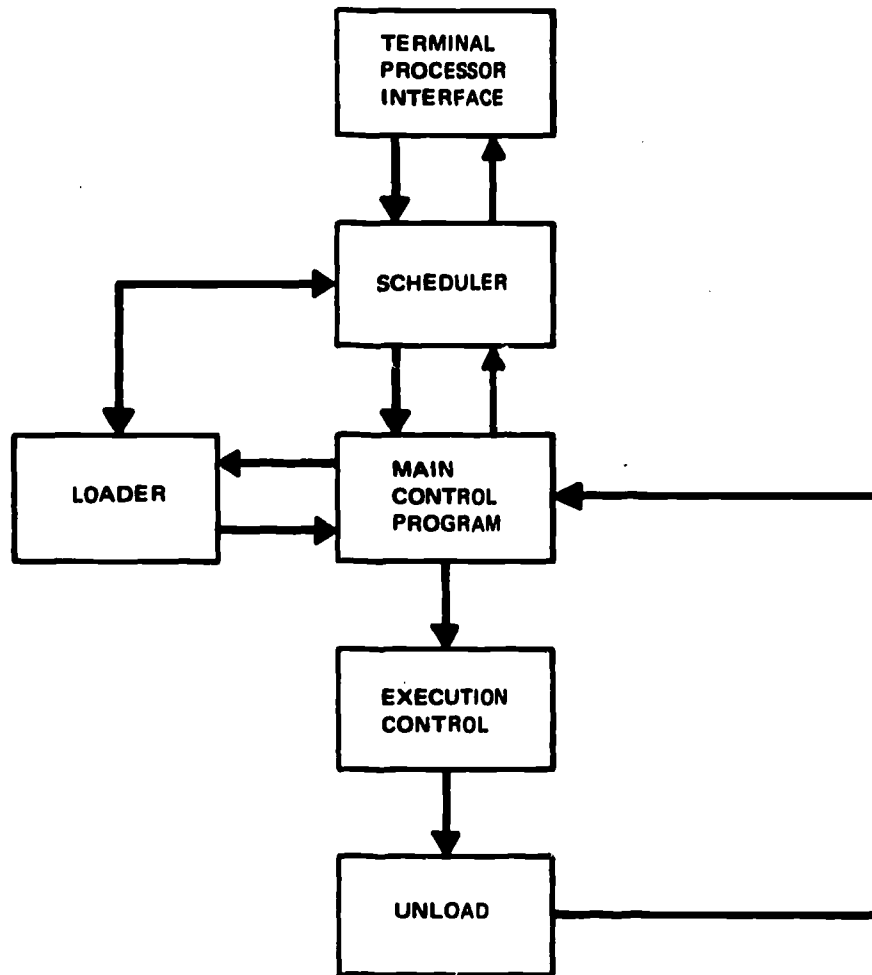 TERMINAL
PROCESSOR
INTERFACE
SCHEDULER
LOADER
MAIN
CONTROL
PROGRAM
EXECUTION
CONTROL
UNLOAD